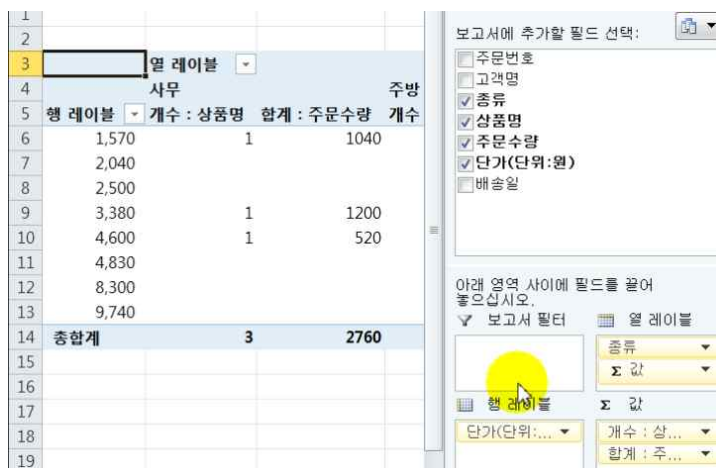 1
2
3 열 레이블
4 사무 주방
5 행 레이블 개수 : 상품명 합계 : 주문수량 개수
6 1,570 1 1040
7 2,040
8 2,500
9 3,380 1 1200
10 4,600 1 520
11 4,830
12 8,300
13 9,740
14 총합계 3 2760
15
16
17
18
19
보고서에 추가할 필드 선택:
주문번호
고객명
종류
상품명
주문수량
단가(단위:원)
배송일
아래 영역 사이에 필드를 끌어
놓으십시오.
보고서 필터 열 레이블
종류
Σ 값
행 레이블 Σ 값
단가(단위:... 개수 : 상...
합계 : 주...